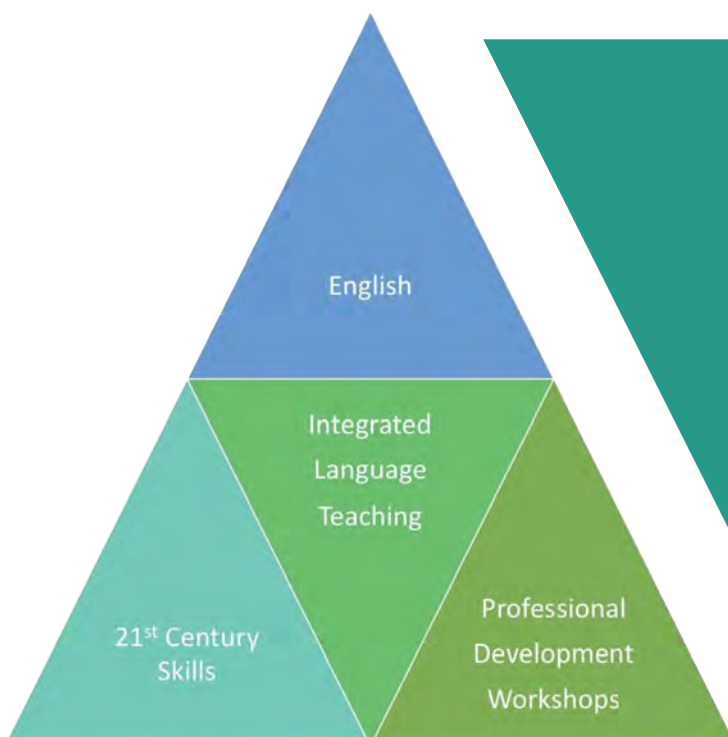 English
Integrated
Language
Teaching
21st Century
Skills
Professional
Development
Workshops